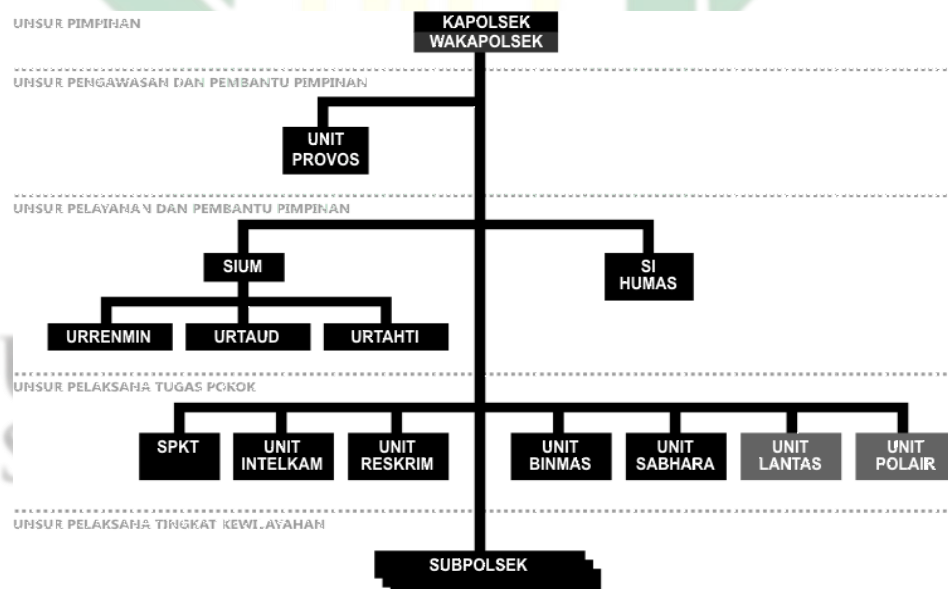 UNSUR PIMPINAN
KAPOLSEK
WAKAPOLSEK
UNSUR PENGAWASAN DAN PEMBANTU PIMPINAN
UNIT
PROVOS
UNSUR PELAYANAN DAN PEMBANTU PIMPINAN
SIUM
SI
HUMAS
URRENMIN
URTAUD
URTAHTI
UNSUR PELAKSANA TUGAS POKOK
SPKT
UNIT
INTELKAM
UNIT
RESKRIM
UNIT
BINMAS
UNIT
SABHARA
UNIT
LANTAS
UNIT
POLAIR
UNSUR PELAKSANA TINGKAT KEWILAYAHAN
SUBPOLSEK